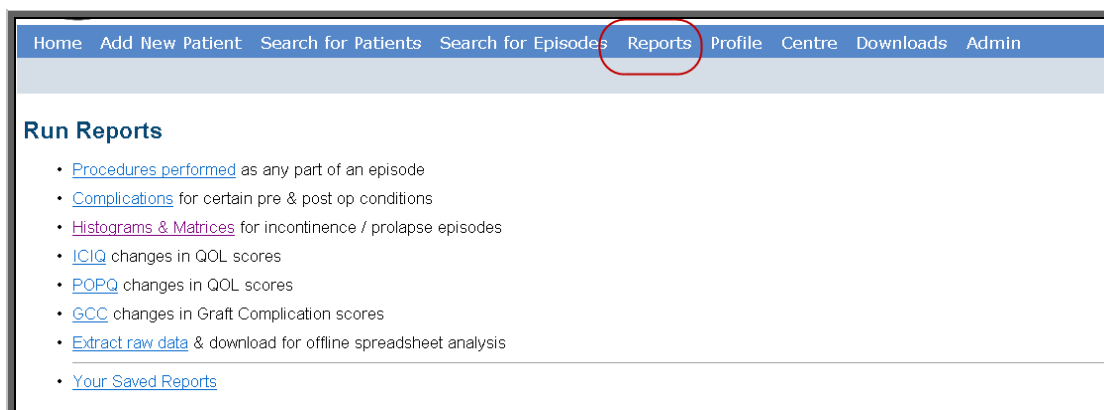 Home Add New Patient Search for Patients Search for Episodes Reports Profile Centre Downloads Admin
Run Reports
• Procedures performed as any part of an episode
• Complications for certain pre & post op conditions
• Histograms & Matrices for incontinence / prolapse episodes
• ICIQ changes in QOL scores
• POPQ changes in QOL scores
• GCC changes in Graft Complication scores
• Extract raw data & download for offline spreadsheet analysis
• Your Saved Reports